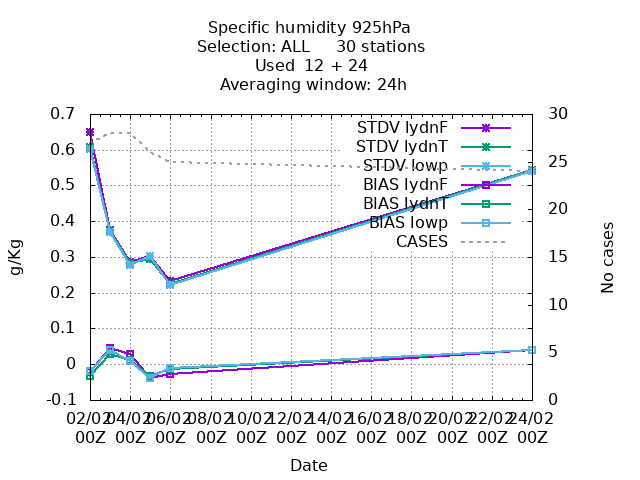 Specific humidity 925hPa
Selection: ALL 30 stations
Used 12 + 24
Averaging window: 24h
0.7
0.6
0.5
0.4
0.3
0.2
0.1
0
-0.1
g/Kg
30
25
20
15
10
5
0
No cases
STDV lydnF
STDV lydnT
STDV lowp
BIAS lydnF
BIAS lydnT
BIAS lowp
CASES
02/02 04/02 06/02 08/02 10/02 12/02 14/02 16/02 18/02 20/02 22/02 24/02
00Z 00Z 00Z 00Z 00Z 00Z 00Z 00Z 00Z 00Z 00Z 00Z
Date